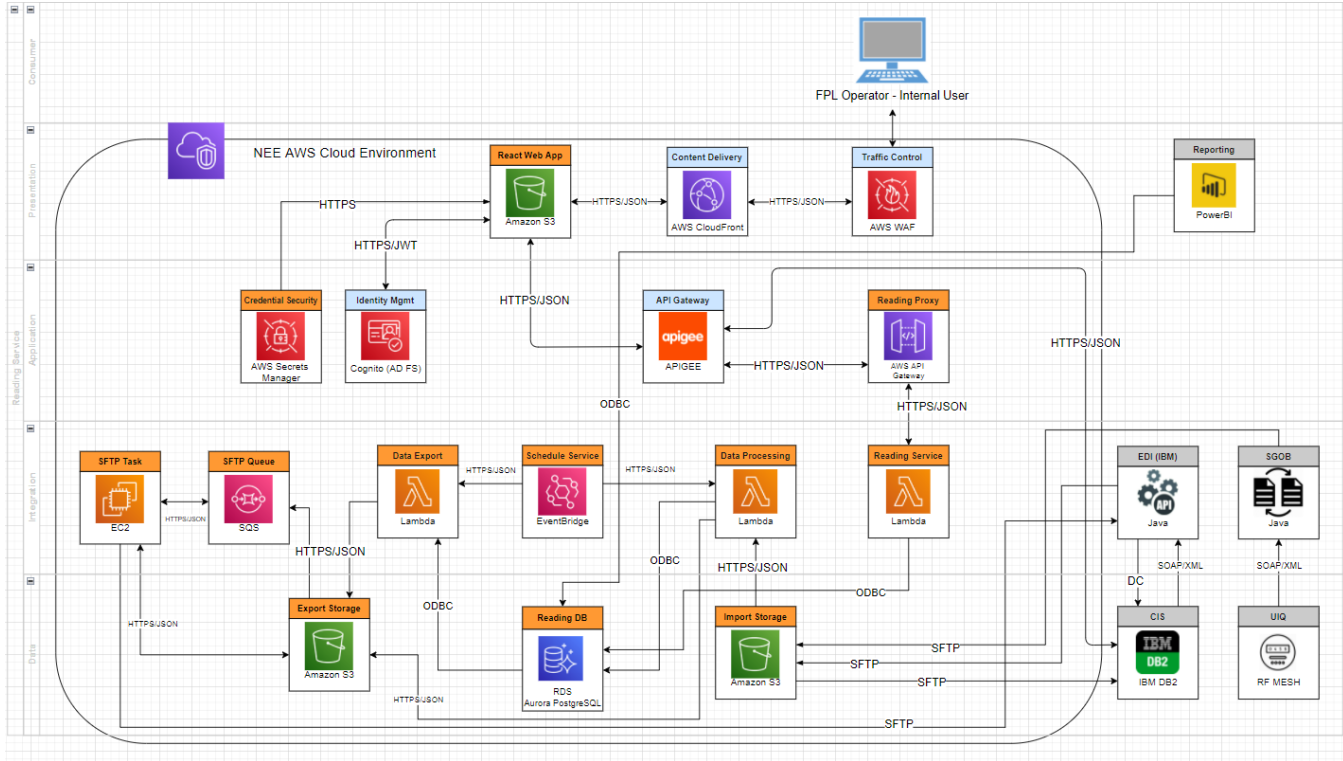 Consumer
FPL Operator - Internal User
Presentation
NEE AWS Cloud Environment
React Web App
Amazon S3
HTTPS/JSON
Content Delivery
AWS CloudFront
HTTPS/JSON
Traffic Control
AWS WAF
Reporting
PowerBI
HTTPS
HTTPS/JWT
Reading Service
Application
Credential Security
AWS Secrets
Manager
Identity Mgmt
Cognito (AD FS)
HTTPS/JSON
API Gateway
apigee
APIGEE
HTTPS/JSON
Reading Proxy
AWS API
Gateway
HTTPS/JSON
HTTPS/JSON
ODBC
Integration
SFTP Task
EC2
HTTPS/JSON
SFTP Queue
SQS
Data Export
Lambda
HTTPS/JSON
Schedule Service
EventBridge
HTTPS/JSON
Data Processing
Lambda
Reading Service
Lambda
EDI (IBM)
API
Java
SGOB
Java
HTTPS/JSON
ODBC
HTTPS/JSON
SOAP/XML
SOAP/XML
DC
Data
HTTPS/JSON
Export Storage
Amazon S3
ODBC
Reading DB
RDS
Aurora PostgreSQL
ODBC
Import Storage
Amazon S3
CIS
IBM
DB2
IBM DB2
UIQ
RF MESH
SFTP
SFTP
SFTP
HTTPS/JSON
SFTP